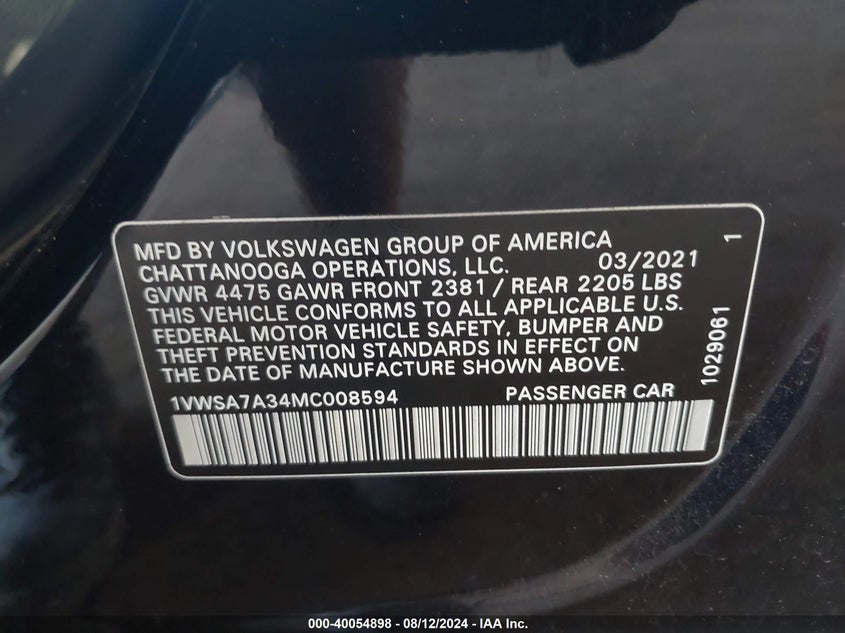 MFD BY VOLKSWAGEN GROUP OF AMERICA
CHATTANOOGA OPERATIONS, LLC. 03/2021
GVWR 4475 GAWR FRONT 2381 / REAR 2205 LBS
THIS VEHICLE CONFORMS TO ALL APPLICABLE U.S.
FEDERAL MOTOR VEHICLE SAFETY, BUMPER AND
THEFT PREVENTION STANDARDS IN EFFECT ON
THE DATE OF MANUFACTURE SHOWN ABOVE.
1VWSA7A34MC008594 PASSENGER CAR
1029061 1
000-40054898 - 08/12/2024 - IAA Inc.